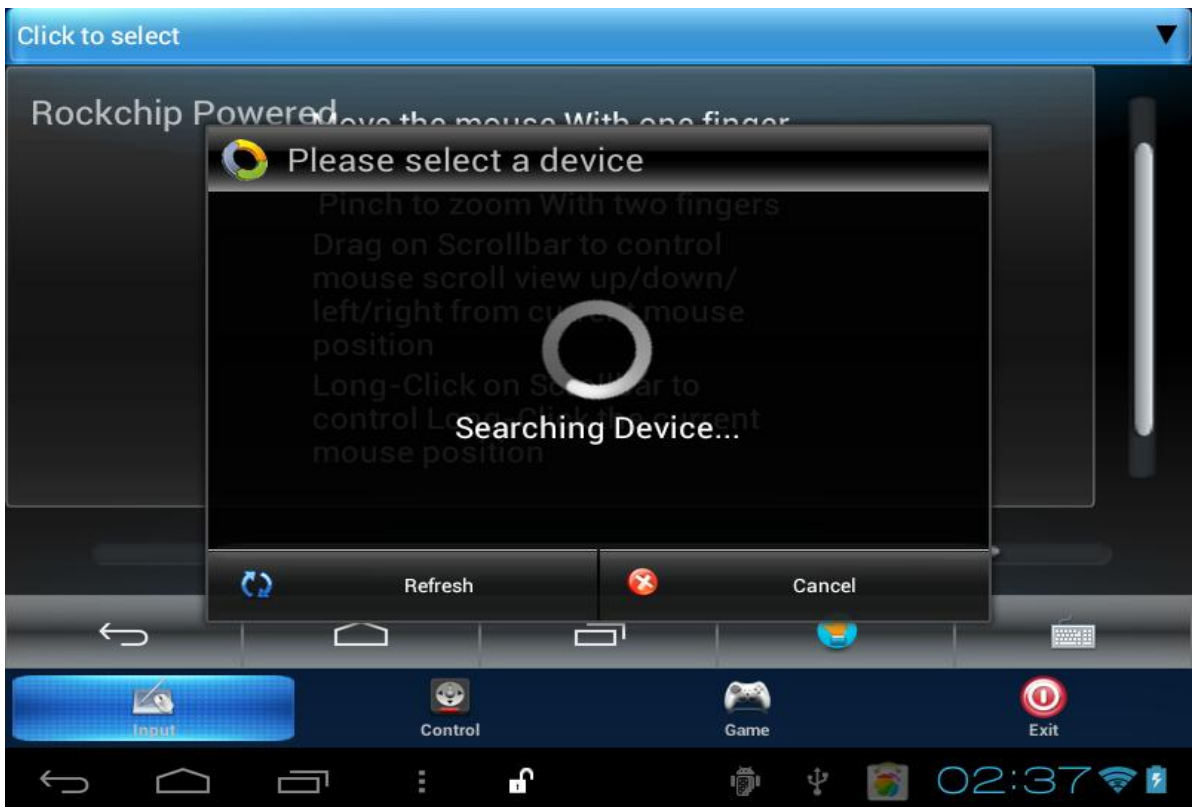 Click to select
Rockchip Powered
Move the mouse With one finger
Please select a device
Pinch to zoom With two fingers
Drag on Scrollbar to control
mouse scroll view up/down/
left/right from current mouse
position
Long-Click on Scrollbar to
control Long-Click the current
mouse position
Searching Device...
Refresh
Cancel
Input
Control
Game
Exit
02:37